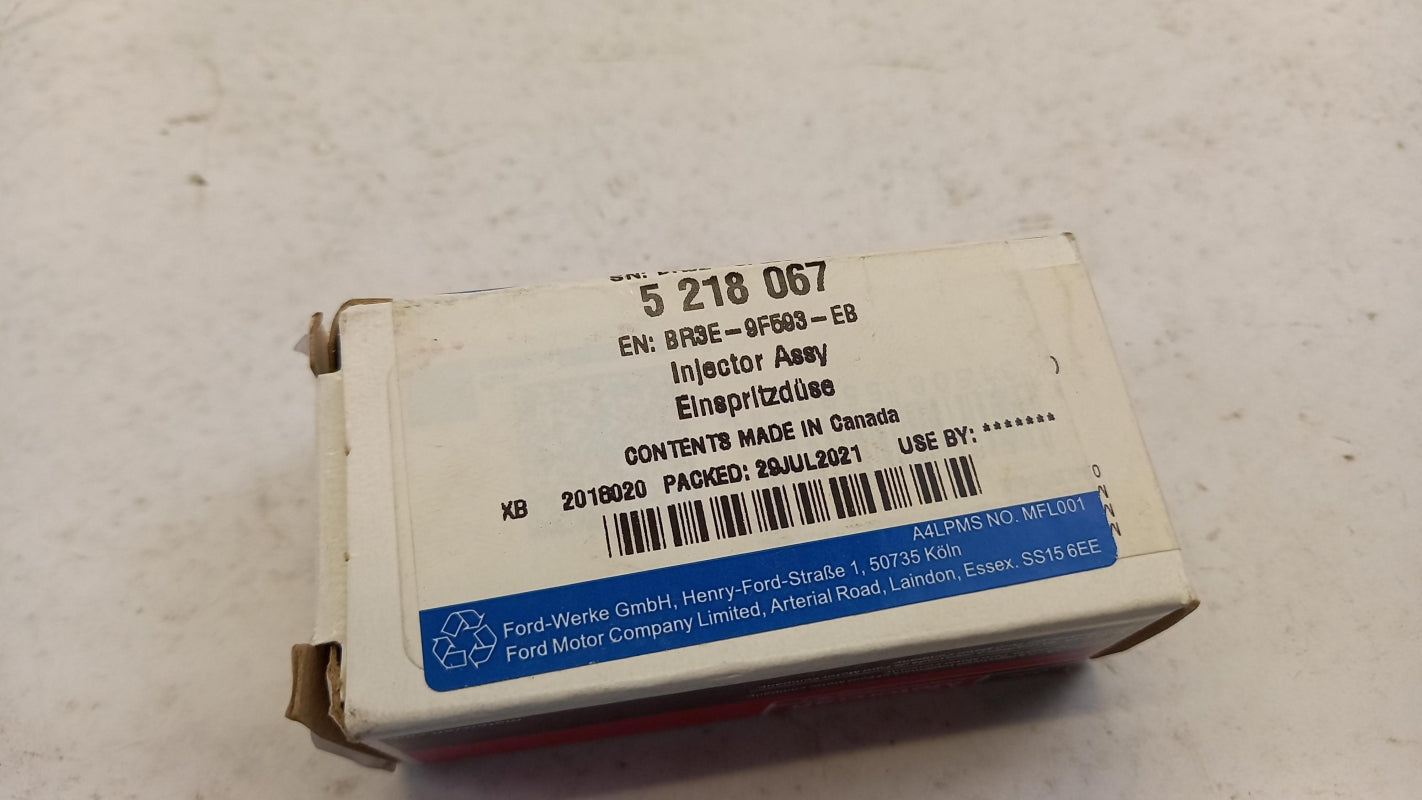 5 218 067
EN: BR3E-9F593-EB
Injector Assy
Einspritzdüse
CONTENTS MADE IN Canada
XB 2018020 PACKED: 29JUL2021 USE BY: *******
A4LPMS NO. MFL001
Ford-Werke GmbH, Henry-Ford-Straße 1, 50735 Köln
Ford Motor Company Limited, Arterial Road, Laindon, Essex. SS15 6EE